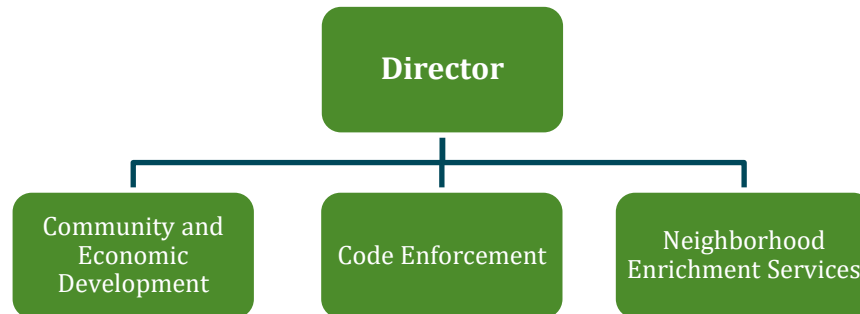 Director
Community and
Economic
Development
Code Enforcement
Neighborhood
Enrichment Services